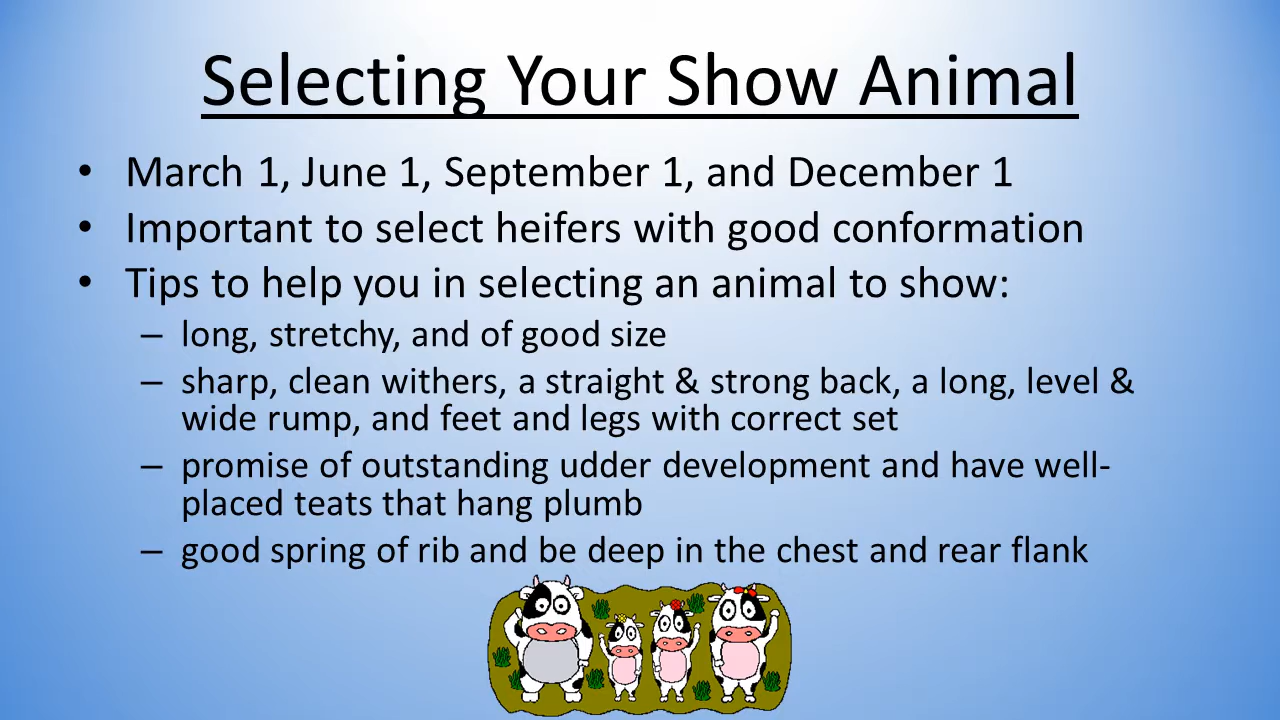 Selecting Your Show Animal
• March 1, June 1, September 1, and December 1
• Important to select heifers with good conformation
• Tips to help you in selecting an animal to show:
– long, stretchy, and of good size
– sharp, clean withers, a straight & strong back, a long, level &
wide rump, and feet and legs with correct set
– promise of outstanding udder development and have well-
placed teats that hang plumb
– good spring of rib and be deep in the chest and rear flank